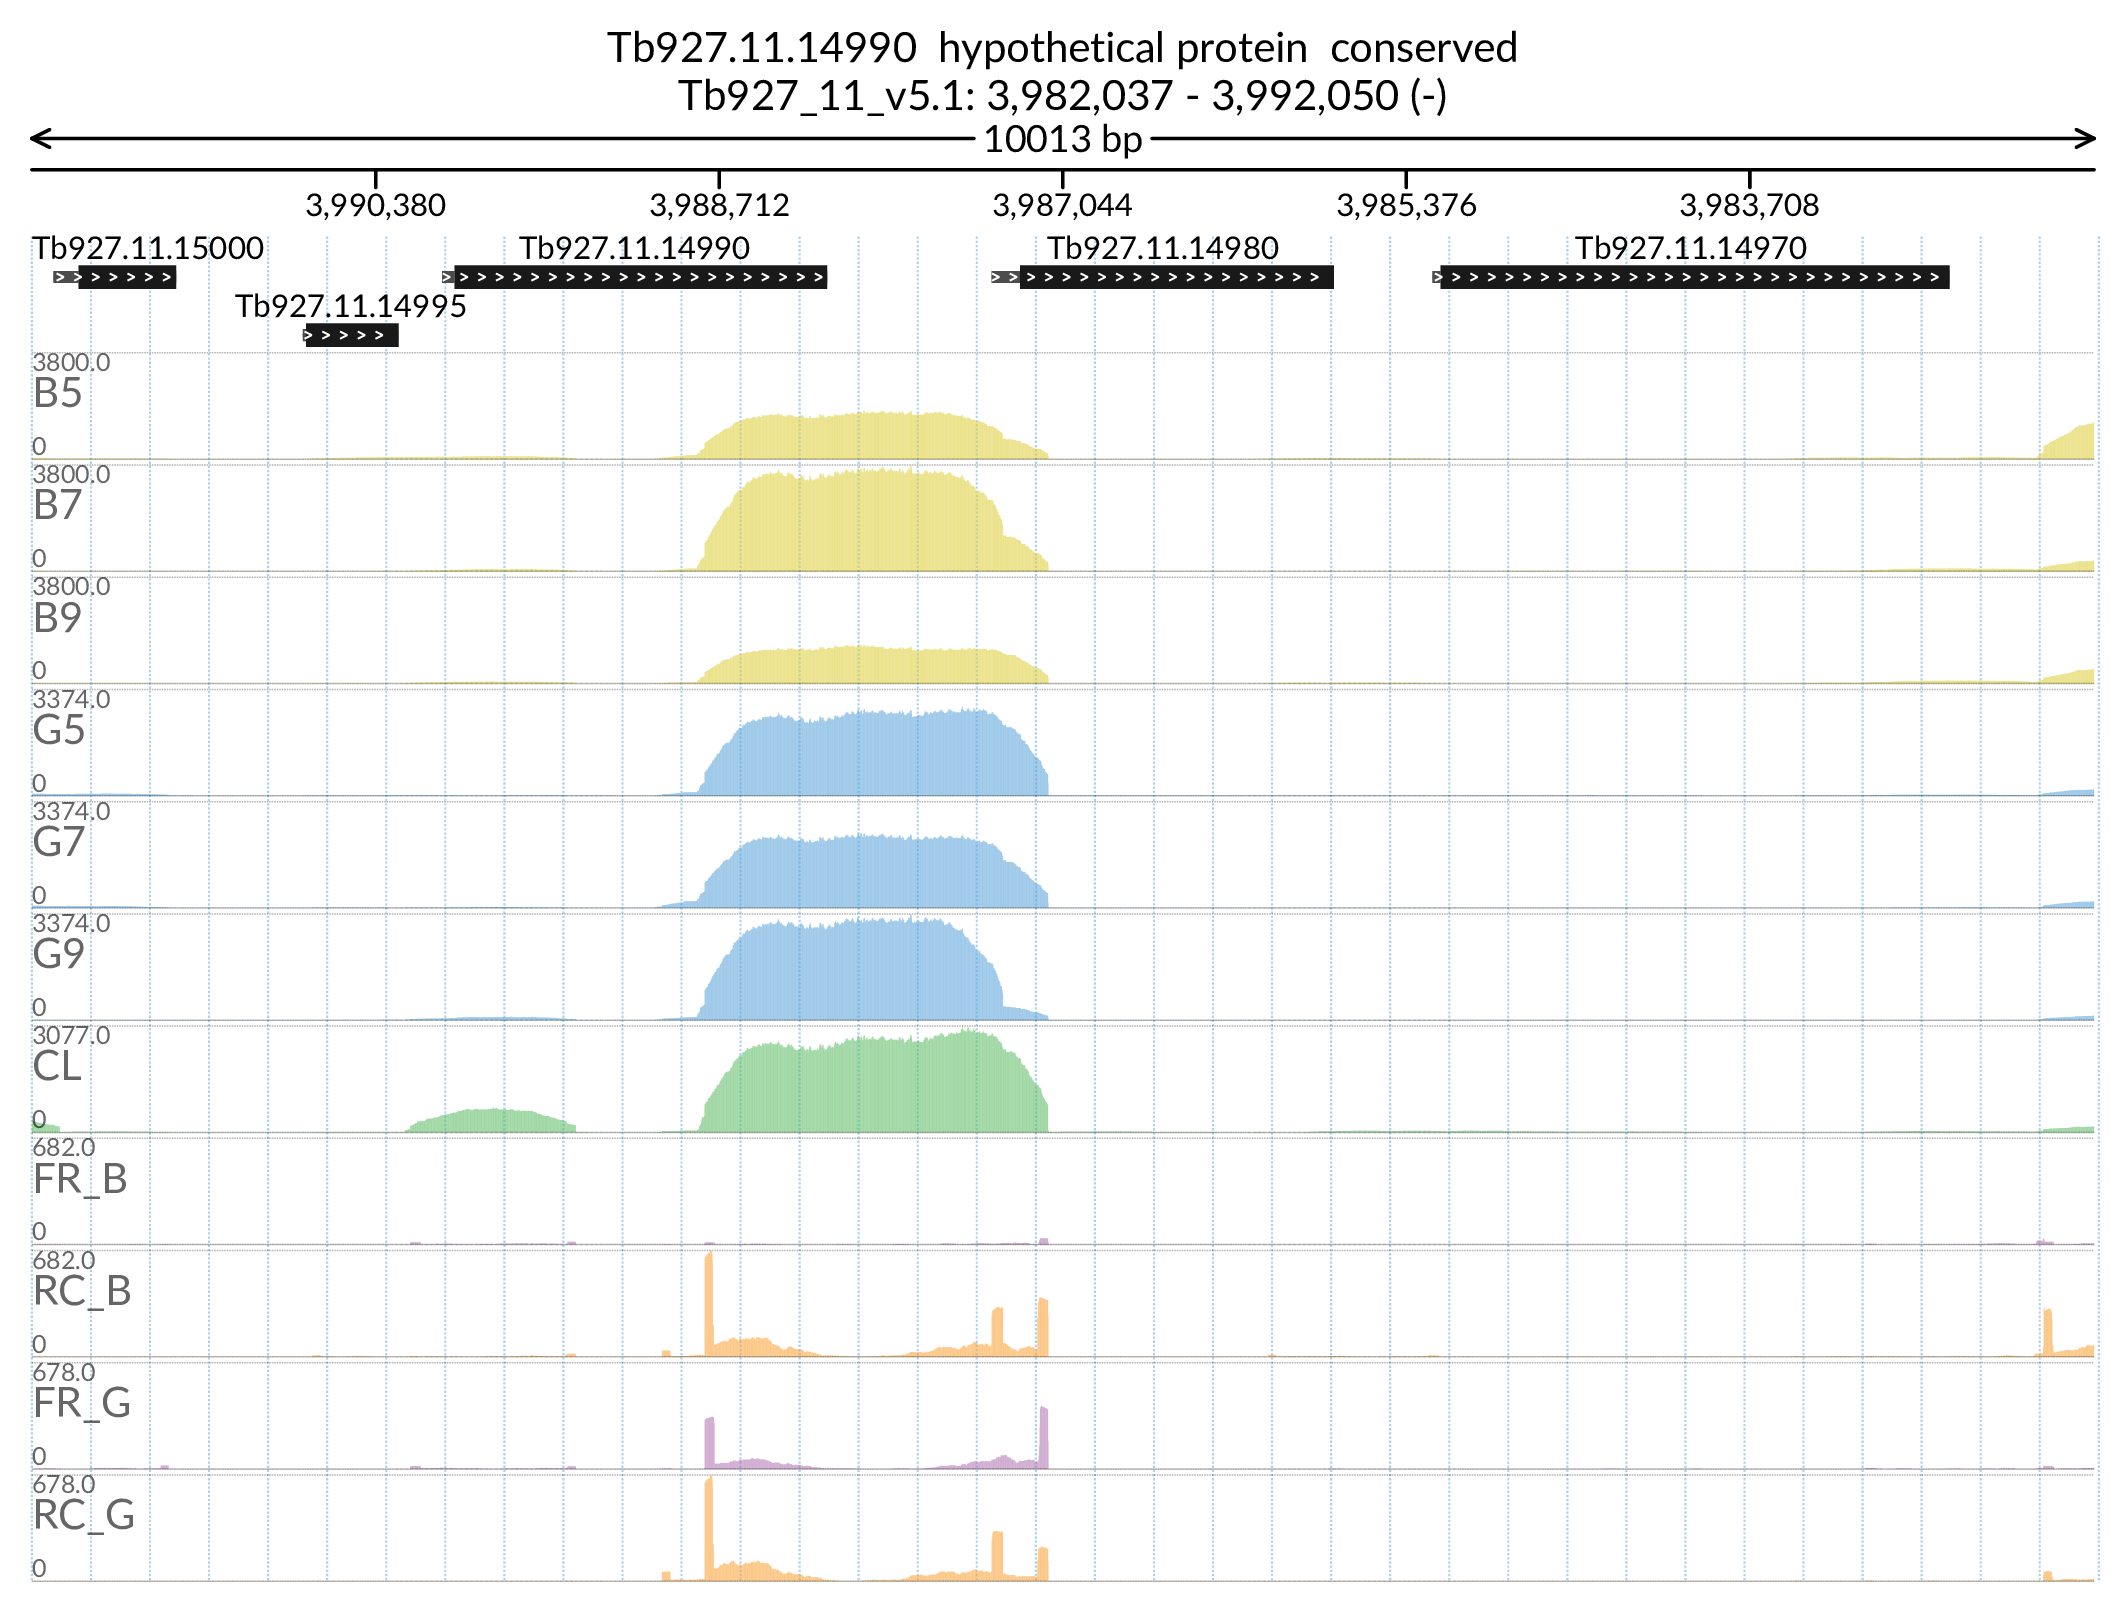 Tb927.11.14990  hypothetical protein  conserved
Tb927_11_v5.1: 3,982,037 - 3,992,050 (-)
10013 bp
3,990,380 3,988,712 3,987,044 3,985,376 3,983,708
Tb927.11.15000 Tb927.11.14990 Tb927.11.14980 Tb927.11.14970
Tb927.11.14995
3800.0
B5
0
3800.0
B7
0
3800.0
B9
0
3374.0
G5
0
3374.0
G7
0
3374.0
G9
0
3077.0
CL
0
682.0
FR_B
0
682.0
RC_B
0
678.0
FR_G
0
678.0
RC_G
0